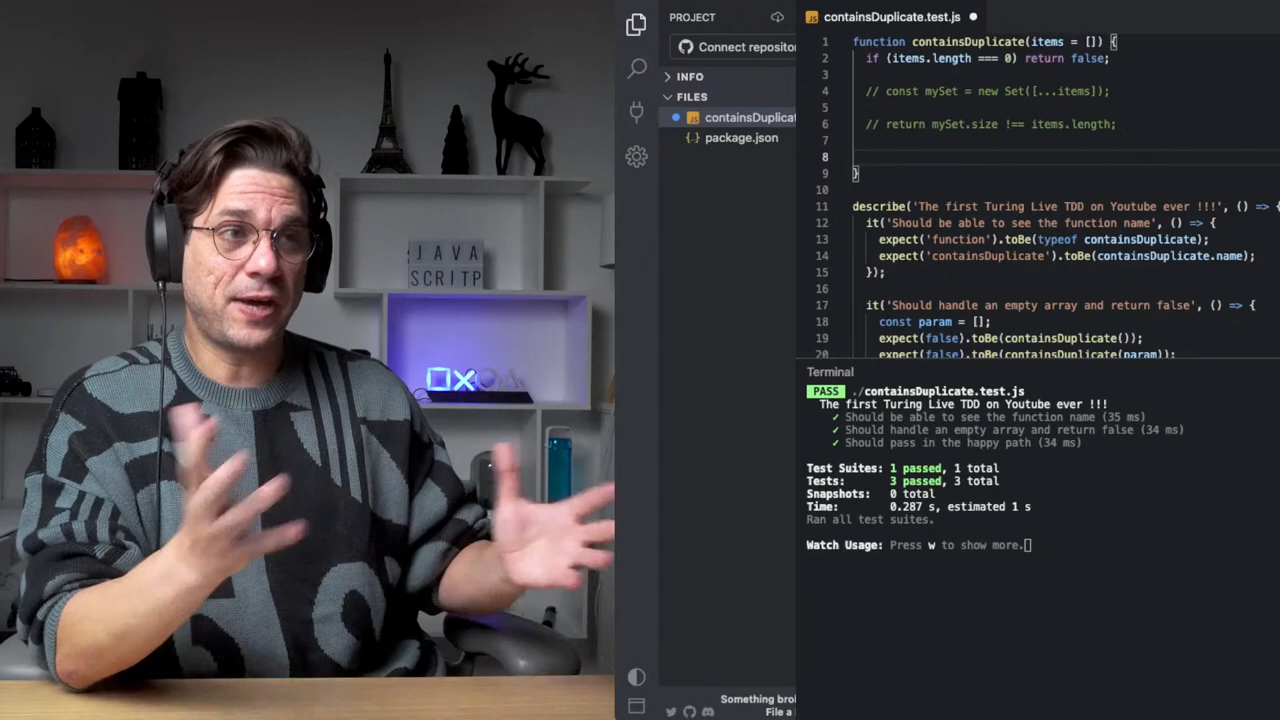 JAVA
SCRITP
PROJECT
Connect reposito
INFO
FILES
containsDuplicat
package.json
Something bro
File a
containsDuplicate.test.js
1 function containsDuplicate(items = []) {
2 if (items.length === 0) return false;
3
4 // const mySet = new Set([...items]);
5
6 // return mySet.size !== items.length;
7
8
9 }
10
11 describe('The first Turing Live TDD on Youtube ever !!!', () => {
12 it('Should be able to see the function name', () => {
13 expect('function').toBe(typeof containsDuplicate);
14 expect('containsDuplicate').toBe(containsDuplicate.name);
15 });
16
17 it('Should handle an empty array and return false', () => {
18 const param = [];
19 expect(false).toBe(containsDuplicate());
20 expect(false).toBe(containsDuplicate(param));
Terminal
PASS ./containsDuplicate.test.js
The first Turing Live TDD on Youtube ever !!!
✓ Should be able to see the function name (35 ms)
✓ Should handle an empty array and return false (34 ms)
✓ Should pass in the happy path (34 ms)
Test Suites: 1 passed, 1 total
Tests: 3 passed, 3 total
Snapshots: 0 total
Time: 0.287 s, estimated 1 s
Ran all test suites.
Watch Usage: Press w to show more.